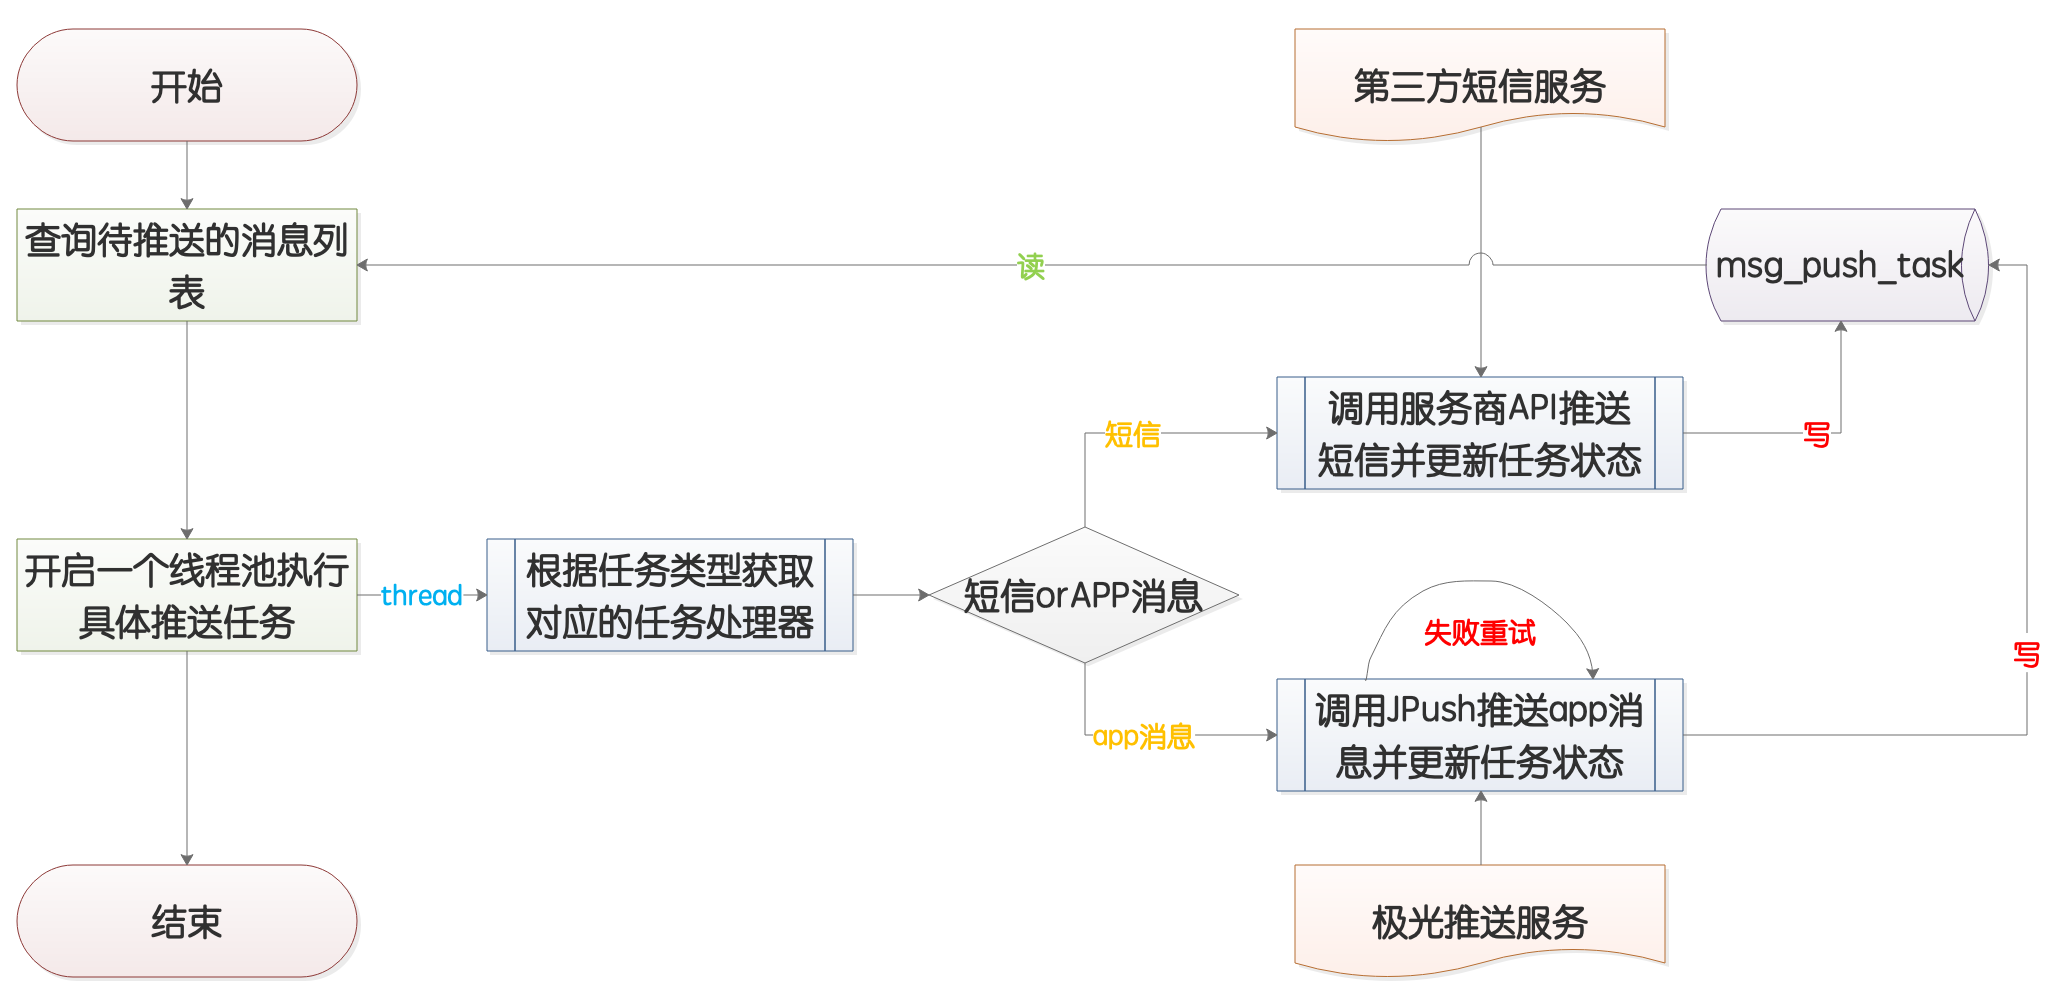 开始
第三方短信服务
查询待推送的消息列
表
读
msg_push_task
调用服务商API推送
短信并更新任务状态
短信
写
开启一个线程池执行
具体推送任务
thread
根据任务类型获取
对应的任务处理器
短信orAPP消息
失败重试
写
调用JPush推送app消
息并更新任务状态
app消息
结束
极光推送服务